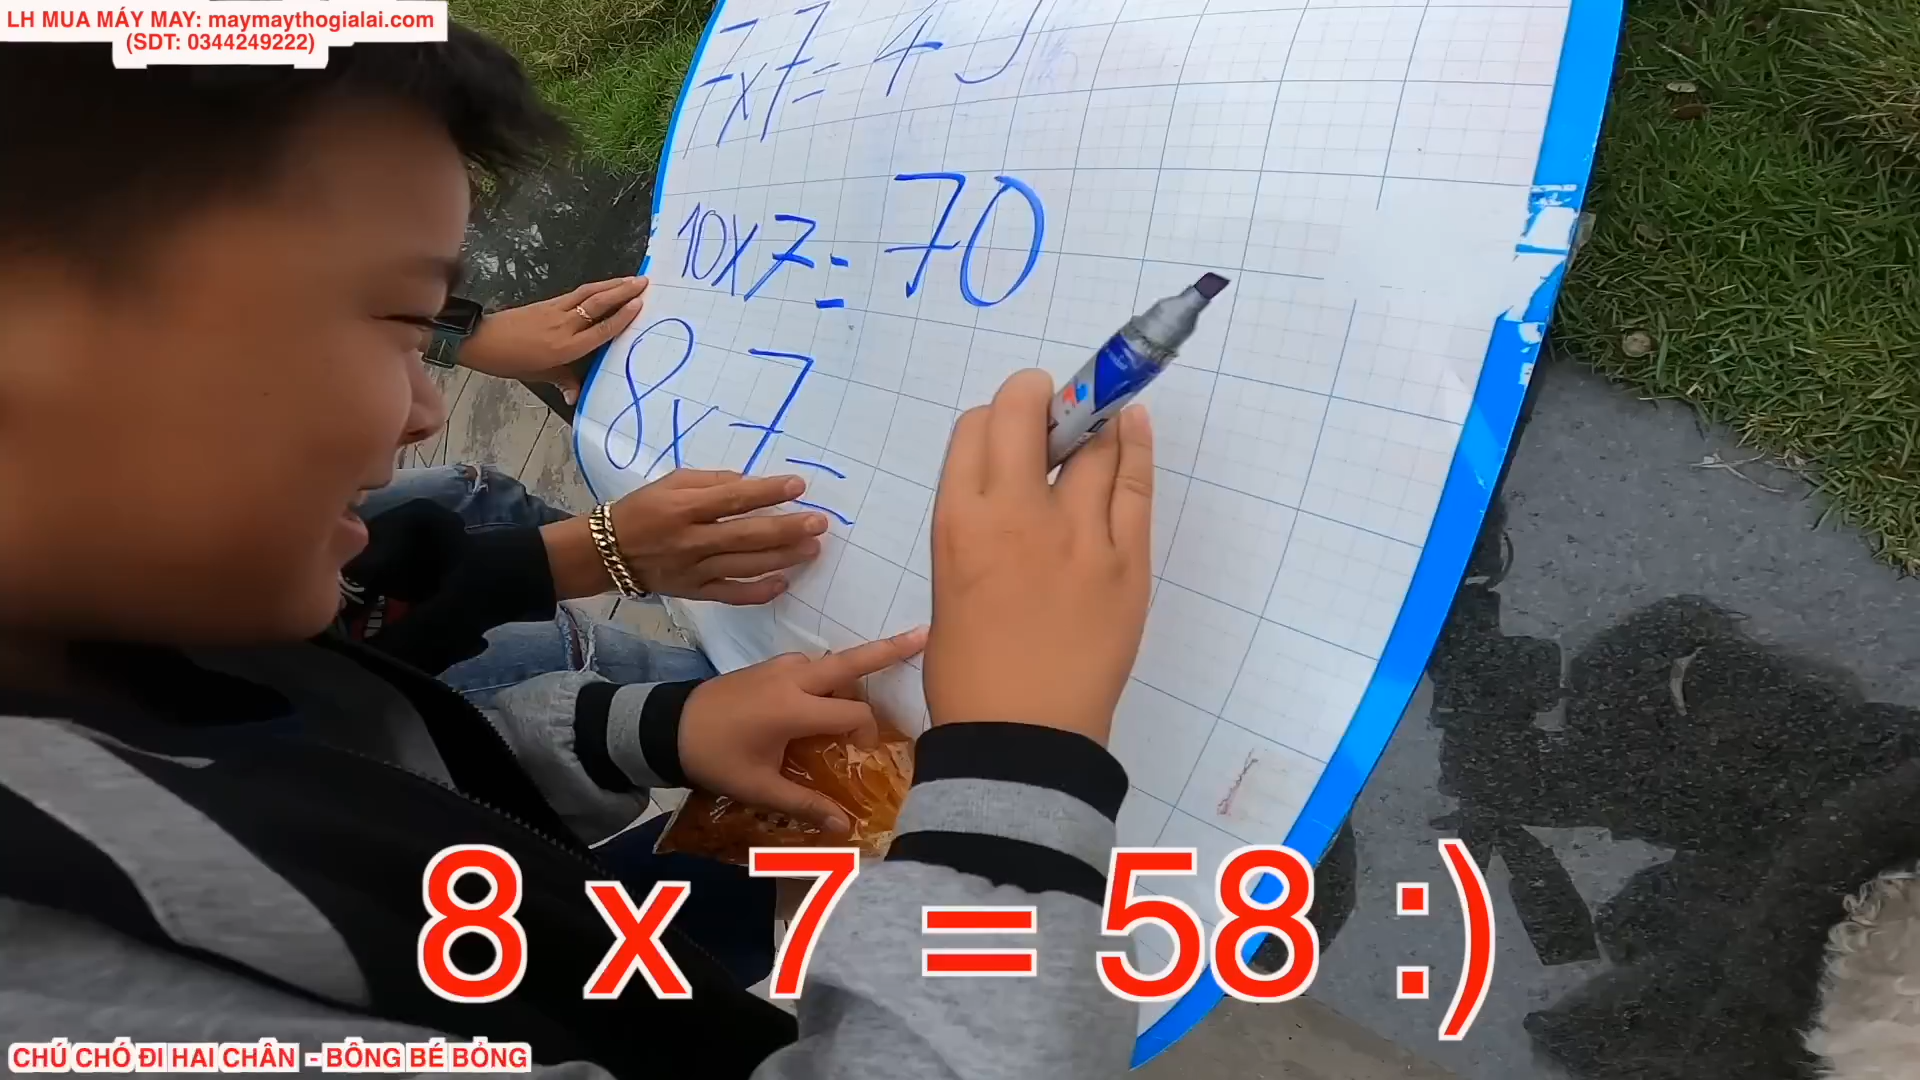 LH MUA MÁY MAY: maymaythogialai.com
(SDT: 0344249222)
7x7=
10x7=70
8x7=
8 x 7 = 58 :)
CHÚ CHÓ ĐI HAI CHÂN - BÔNG BÉ BỎNG